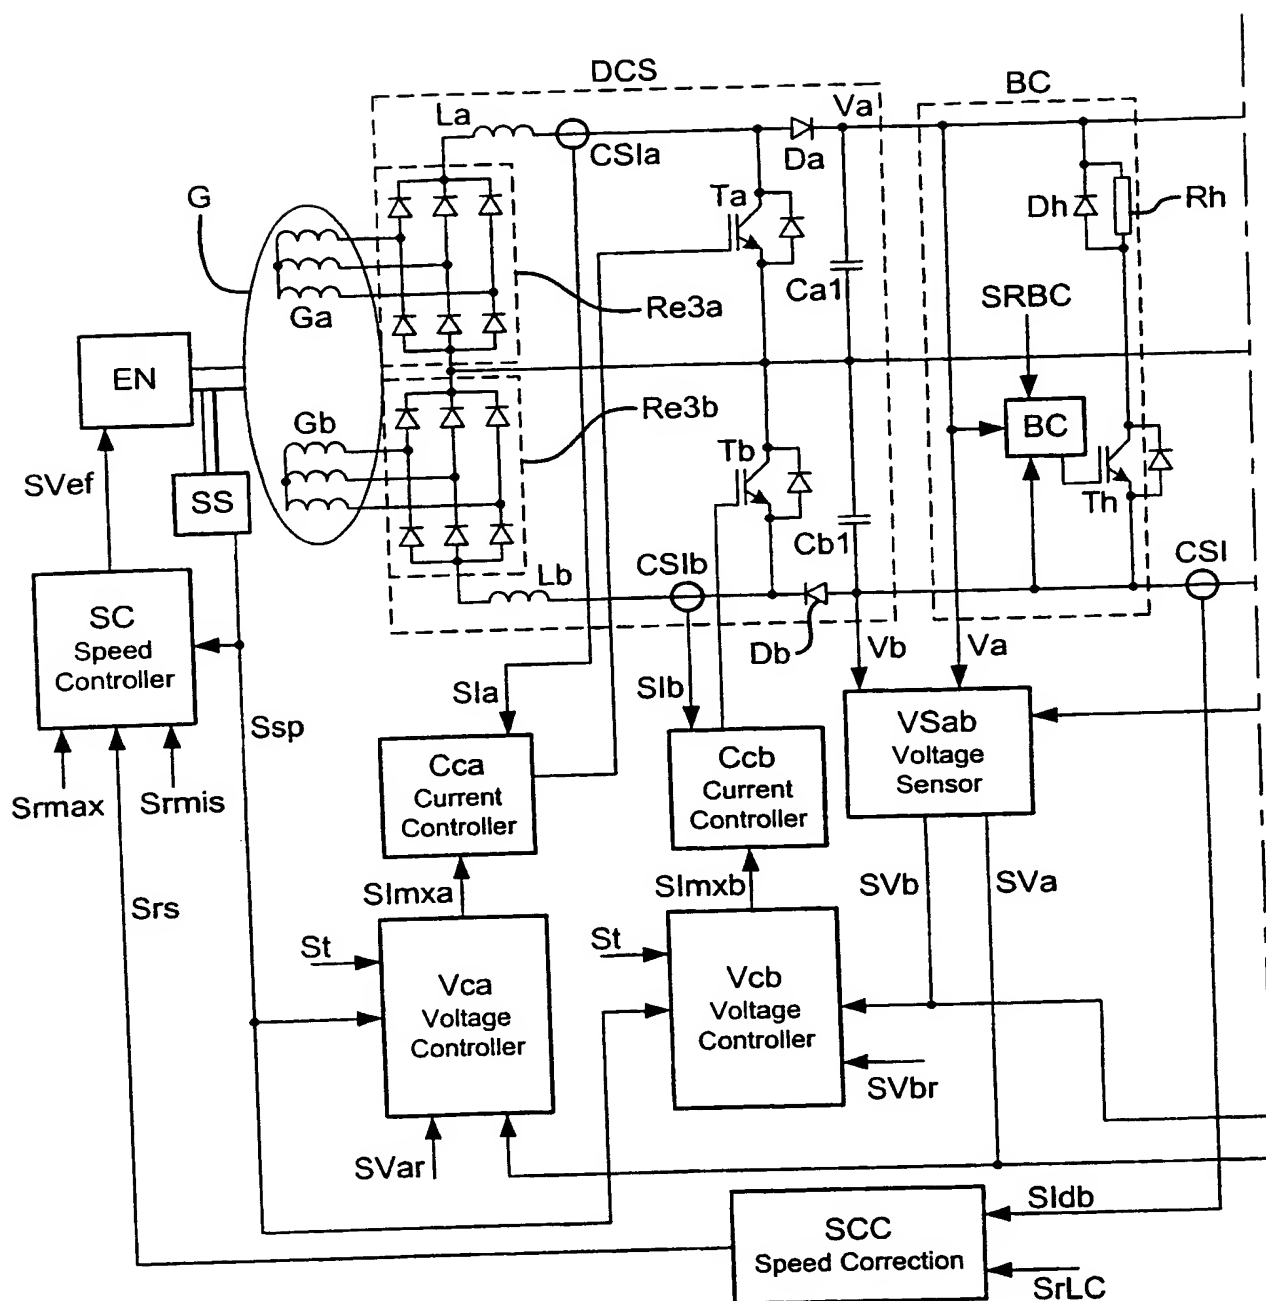 DCS
BC
La
Va
CSIa
Da
G
Ta
Dh
Rh
Ga
Re3a
Ca1
SRBC
EN
Gb
Re3b
Tb
BC
SVef
SS
Th
Cb1
CSIb
CSI
Lb
SC
Speed
Controller
Db
Vb
Va
SIa
SIb
Ssp
VSab
Voltage
Sensor
Cca
Current
Controller
Ccb
Current
Controller
Srmax
Srmis
SImxa
SImxb
SVb
SVa
Srs
St
St
Vca
Voltage
Controller
Vcb
Voltage
Controller
SVbr
SVar
SIdb
SCC
Speed Correction
SrLC